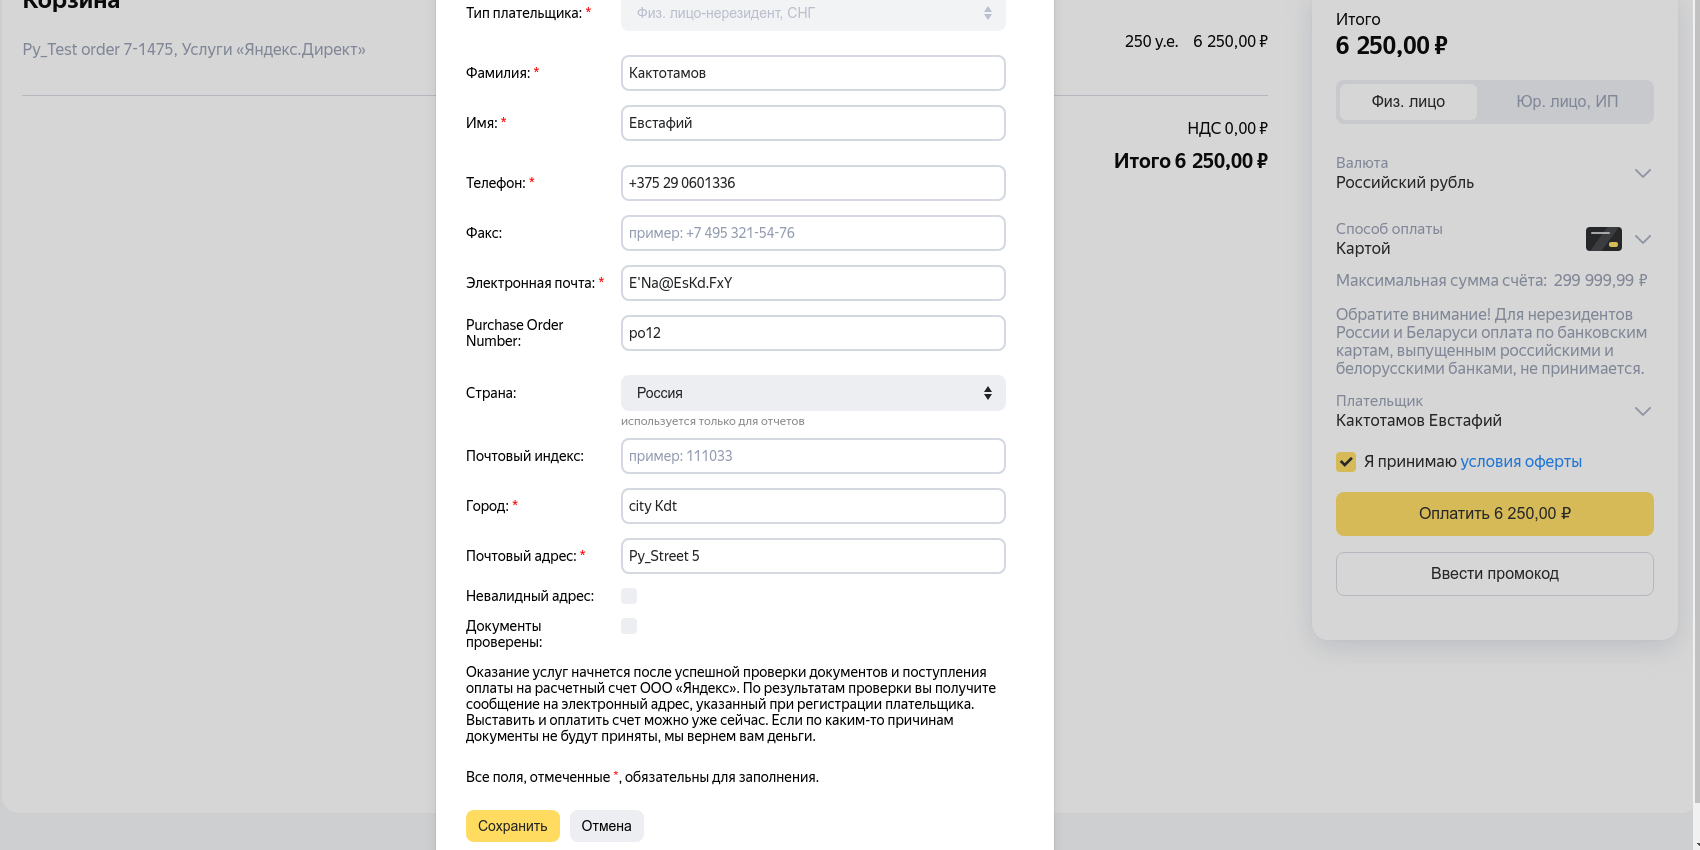 Корзина
Py_Test order 7-1475, Услуги «Яндекс.Директ»
250 у.е. 6 250,00 ₽
НДС 0,00 ₽
Итого 6 250,00 ₽
Тип плательщика: * Физ. лицо-нерезидент, СНГ
Фамилия: * Кактотамов
Имя: * Евстафий
Телефон: * +375 29 0601336
Факс: пример: +7 495 321-54-76
Электронная почта: * E'Na@EsKd.FxY
Purchase Order
Number:
po12
Страна: Россия
используется только для отчетов
Почтовый индекс: пример: 111033
Город: * city Kdt
Почтовый адрес: * Py_Street 5
Невалидный адрес:
Документы
проверены:
Оказание услуг начнется после успешной проверки документов и поступления
оплаты на расчетный счет ООО «Яндекс». По результатам проверки вы получите
сообщение на электронный адрес, указанный при регистрации плательщика.
Выставить и оплатить счет можно уже сейчас. Если по каким-то причинам
документы не будут приняты, мы вернем вам деньги.
Все поля, отмеченные *, обязательны для заполнения.
Сохранить Отмена
Итого
6 250,00 ₽
Физ. лицо Юр. лицо, ИП
Валюта
Российский рубль
Способ оплаты
Картой
Максимальная сумма счёта: 299 999,99 ₽
Обратите внимание! Для нерезидентов
России и Беларуси оплата по банковским
картам, выпущенным российскими и
белорусскими банками, не принимается.
Плательщик
Кактотамов Евстафий
Я принимаю условия оферты
Оплатить 6 250,00 ₽
Ввести промокод